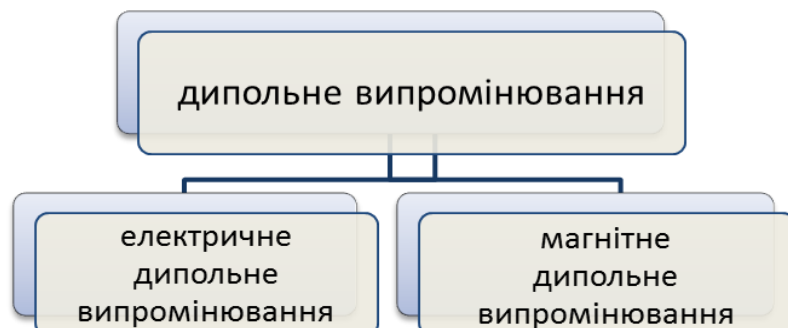 дипольне випромінювання
електричне
дипольне
випромінювання
магнітне
дипольне
випромінювання